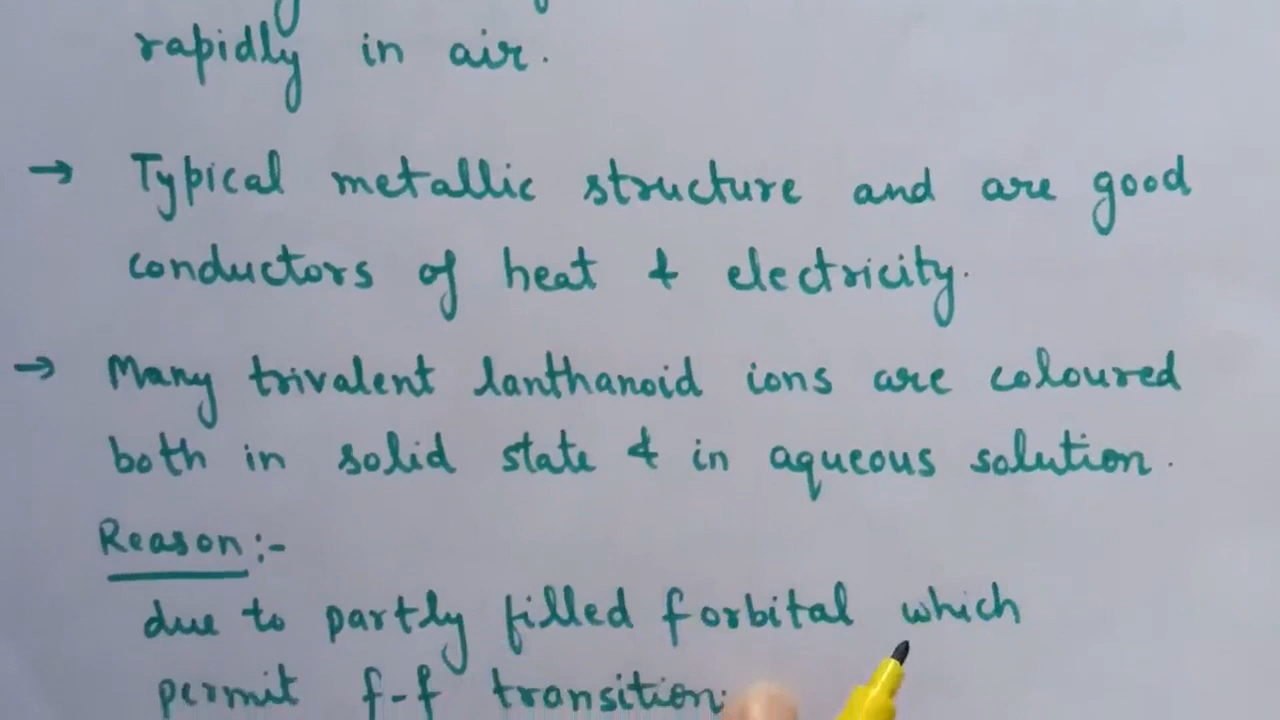 rapidly in air.
→ Typical metallic structure and are good
conductors of heat & electricity.
→ Many trivalent lanthanoid ions are coloured
both in solid state & in aqueous solution.
Reason:-
due to partly filled f orbital which
permit f-f transition.